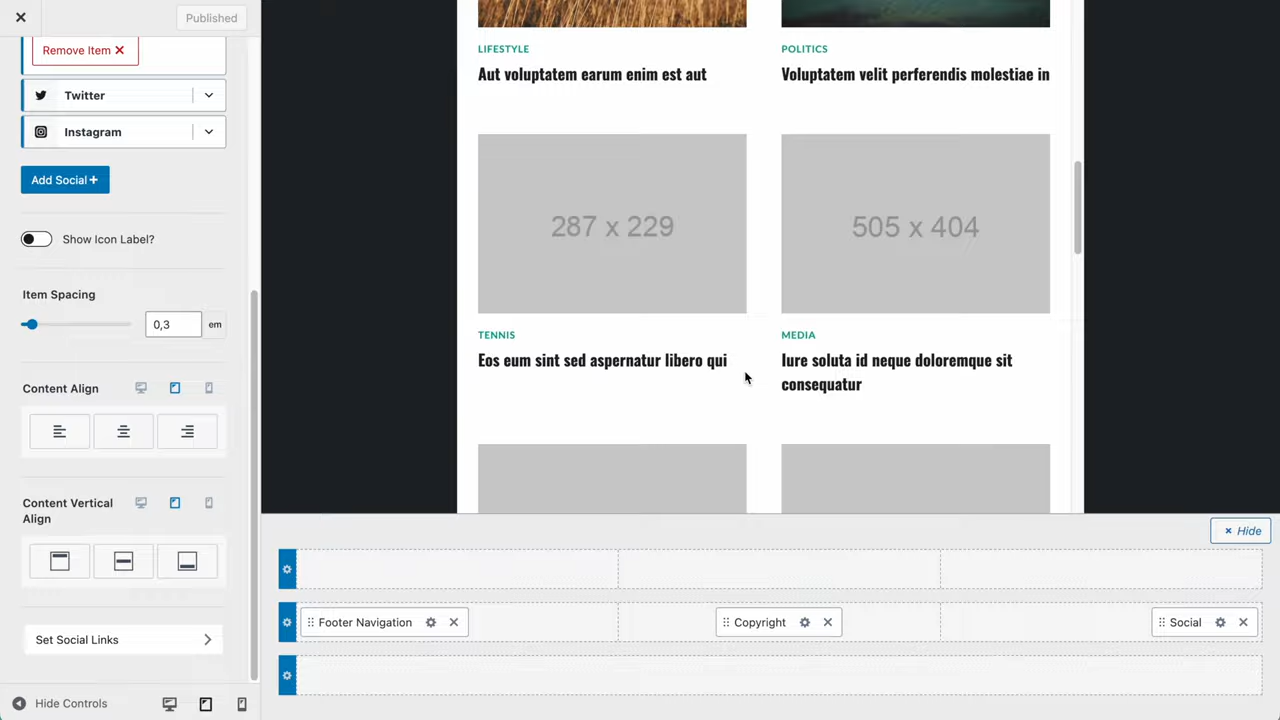 Published
Remove Item ×
Twitter
Instagram
Add Social +
Show Icon Label?
Item Spacing
0,3 em
Content Align
Content Vertical
Align
Set Social Links
Hide Controls
LIFESTYLE
Aut voluptatem earum enim est aut
POLITICS
Voluptatem velit perferendis molestiae in
287 x 229
505 x 404
TENNIS
Eos eum sint sed aspernatur libero qui
MEDIA
Iure soluta id neque doloremque sit
consequatur
× Hide
Footer Navigation
Copyright
Social